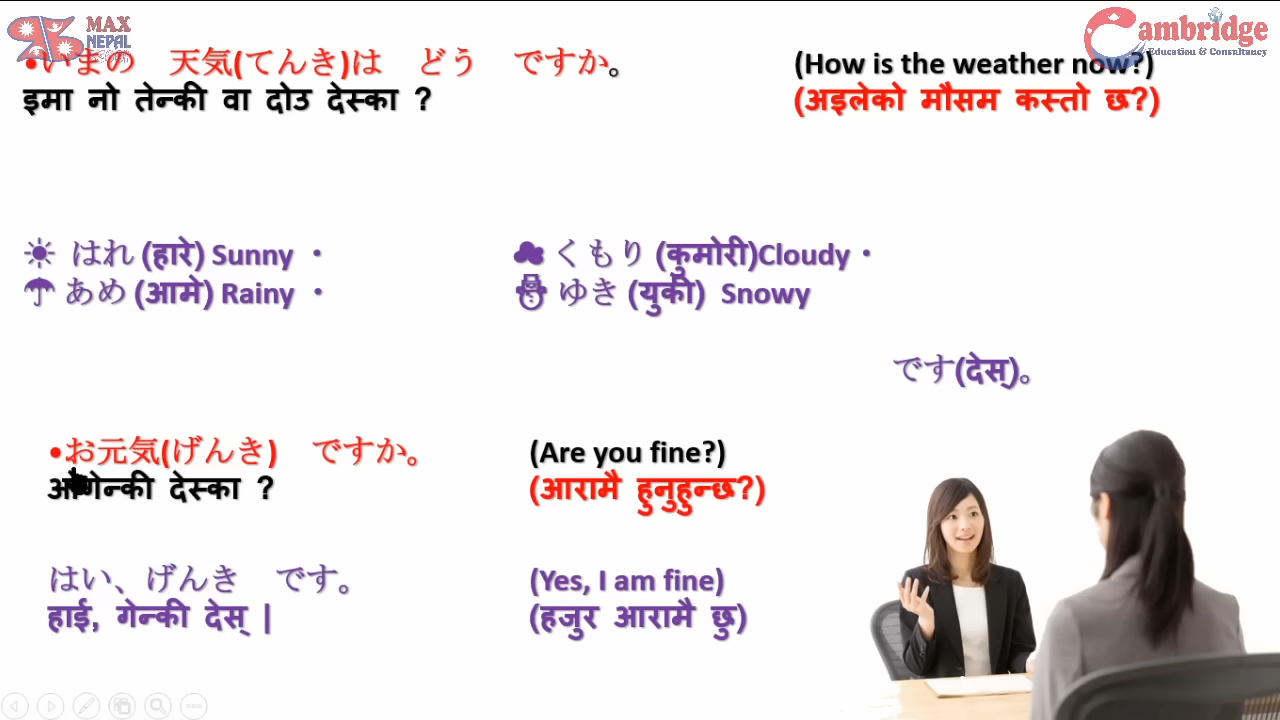 MAX
NEPAL
Cambridge
Education & Consultancy
•いまの　天気(てんき)は　どう　ですか。 (How is the weather now?)
इमा नो तेन्की वा दोउ देस्का ? (अइलेको मौसम कस्तो छ?)
はれ (हारे) Sunny ・ くもり (कुमोरी)Cloudy・
あめ (आमे) Rainy ・ ゆき (युकी) Snowy
です(देस्)。
•お元気(げんき)　ですか。 (Are you fine?)
ओगेन्की देस्का ? (आरामै हुनुहुन्छ?)
はい、げんき　です。 (Yes, I am fine)
हाई, गेन्की देस् | (हजुर आरामै छु)